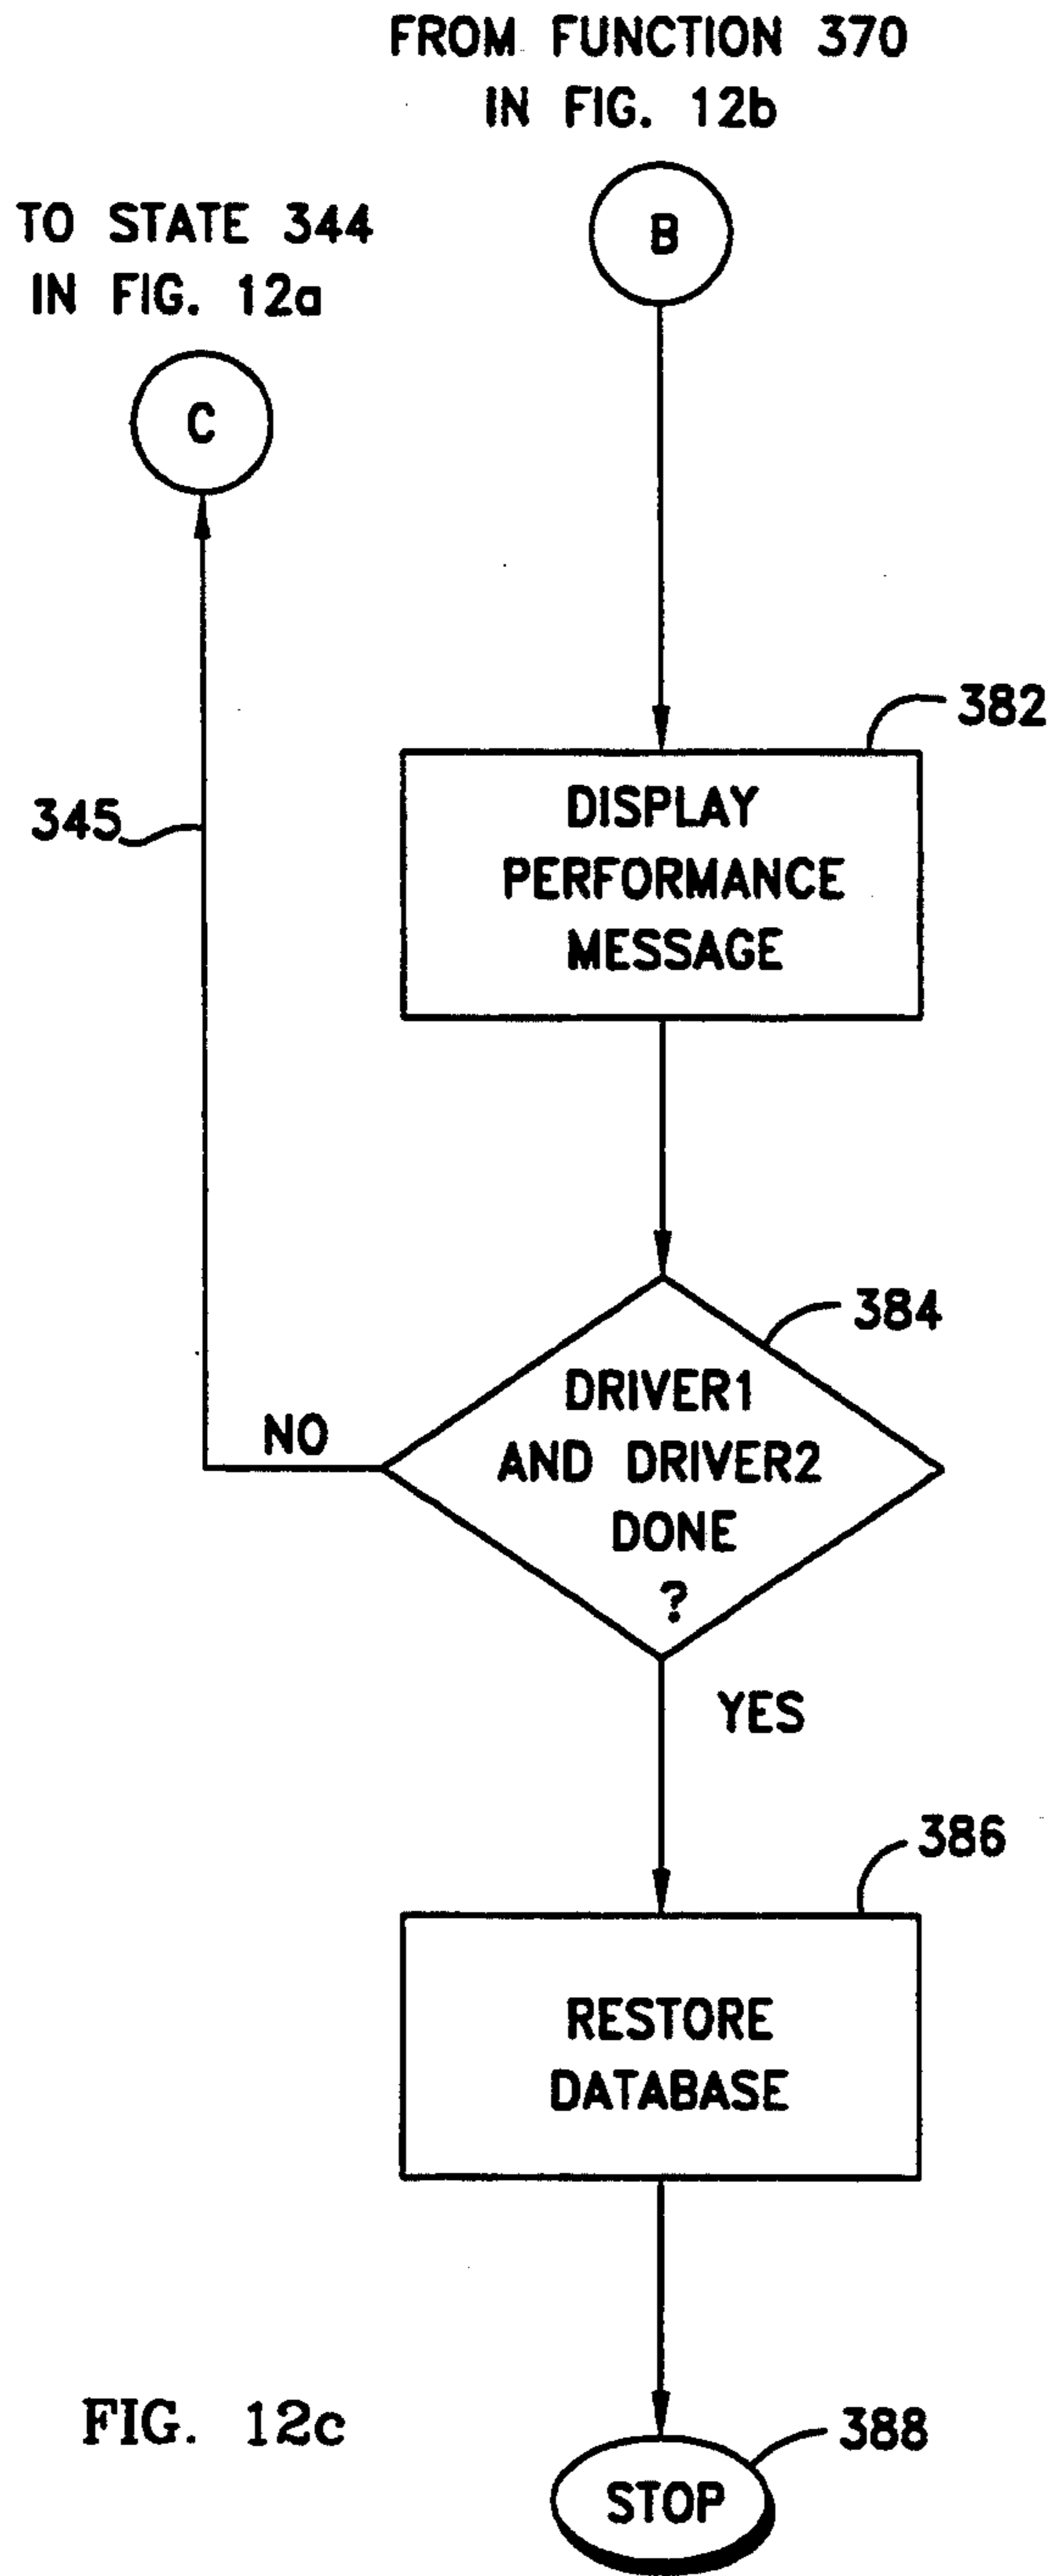 FROM FUNCTION 370
IN FIG. 12b
B
TO STATE 344
IN FIG. 12a
C
382
DISPLAY
PERFORMANCE
MESSAGE
345
384
DRIVER1
AND DRIVER2
DONE
?
NO
YES
386
RESTORE
DATABASE
FIG. 12c
388
STOP